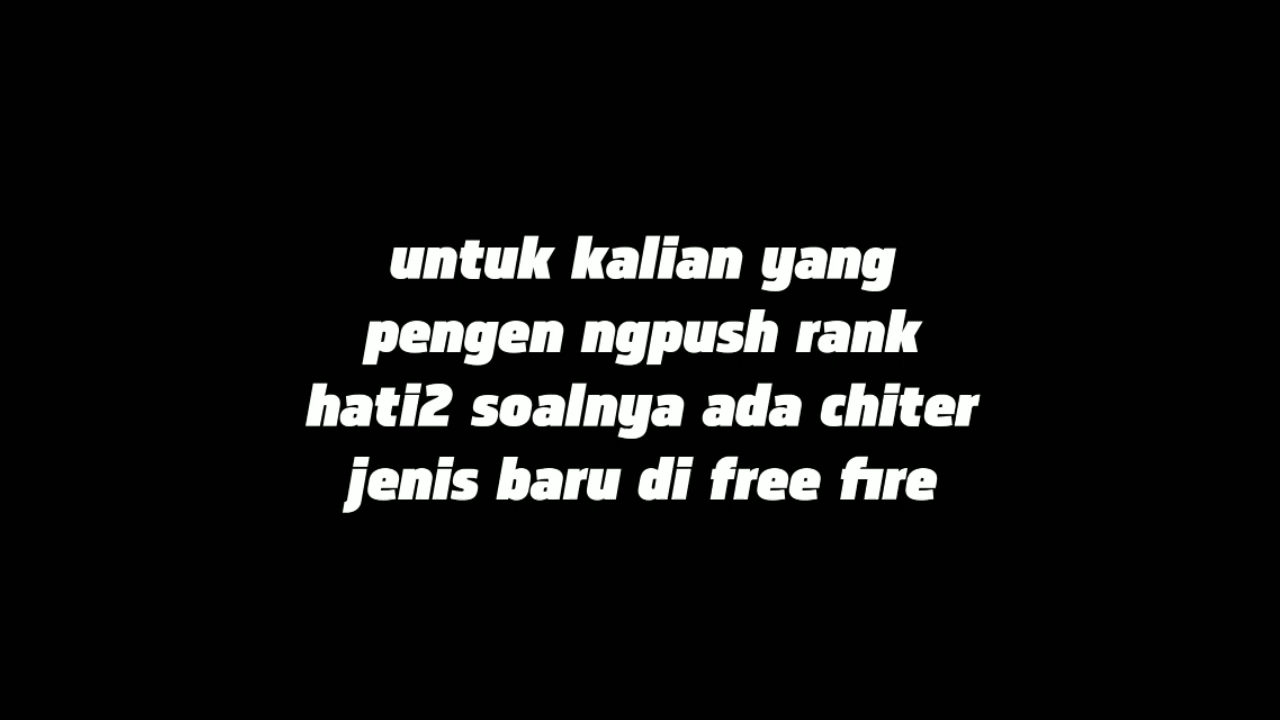 untuk kalian yang
pengen ngpush rank
hati2 soalnya ada chiter
jenis baru di free fire